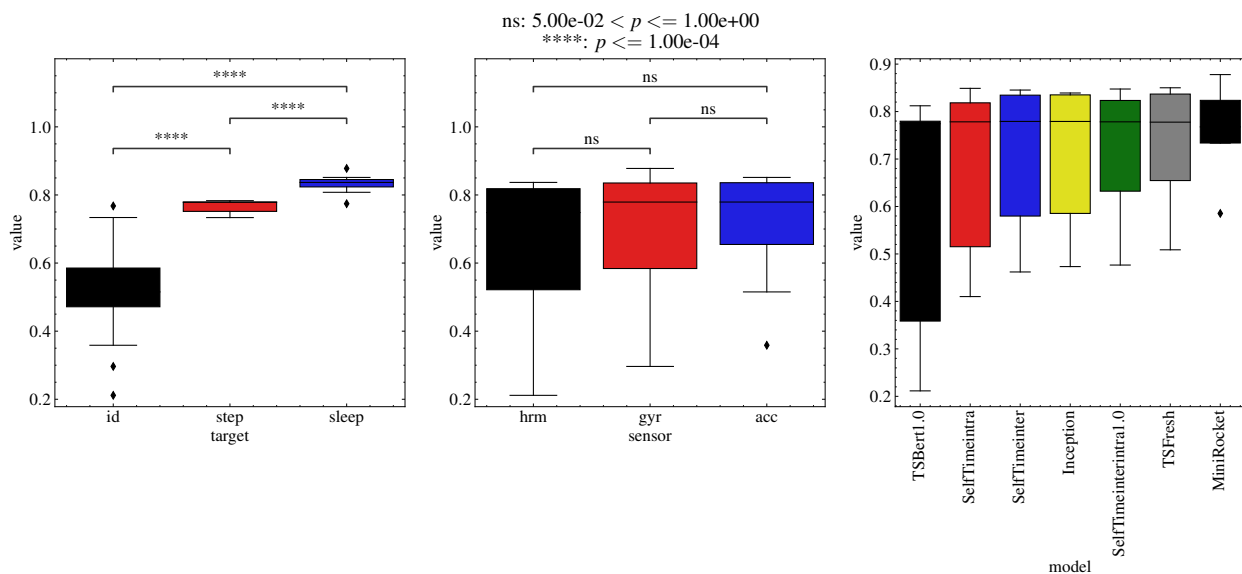 ns: 5.00e-02 < p <= 1.00e+00
****: p <= 1.00e-04
****
****
****
1.0
0.8
0.6
0.4
0.2
value
id step sleep
target
ns
ns
ns
1.0
0.8
0.6
0.4
0.2
value
hrm gyr acc
sensor
0.9
0.8
0.7
0.6
0.5
0.4
0.3
0.2
value
TSBert1.0
SelfTimeintra
SelfTimeinter
Inception
SelfTimeinterintra1.0
TSFresh
MiniRocket
model